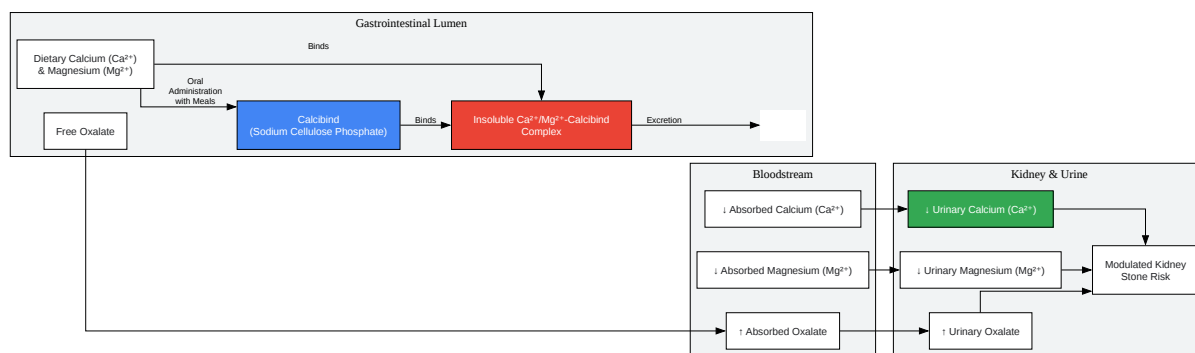 Gastrointestinal Lumen
Binds
Dietary Calcium (Ca²⁺)
& Magnesium (Mg²⁺)
Oral
Administration
with Meals
Calcibind
(Sodium Cellulose Phosphate)
Binds
Insoluble Ca²⁺/Mg²⁺-Calcibind
Complex
Excretion
Free Oxalate
Bloodstream
Kidney & Urine
↓ Absorbed Calcium (Ca²⁺)
↓ Urinary Calcium (Ca²⁺)
↓ Absorbed Magnesium (Mg²⁺)
↓ Urinary Magnesium (Mg²⁺)
Modulated Kidney
Stone Risk
↑ Absorbed Oxalate
↑ Urinary Oxalate